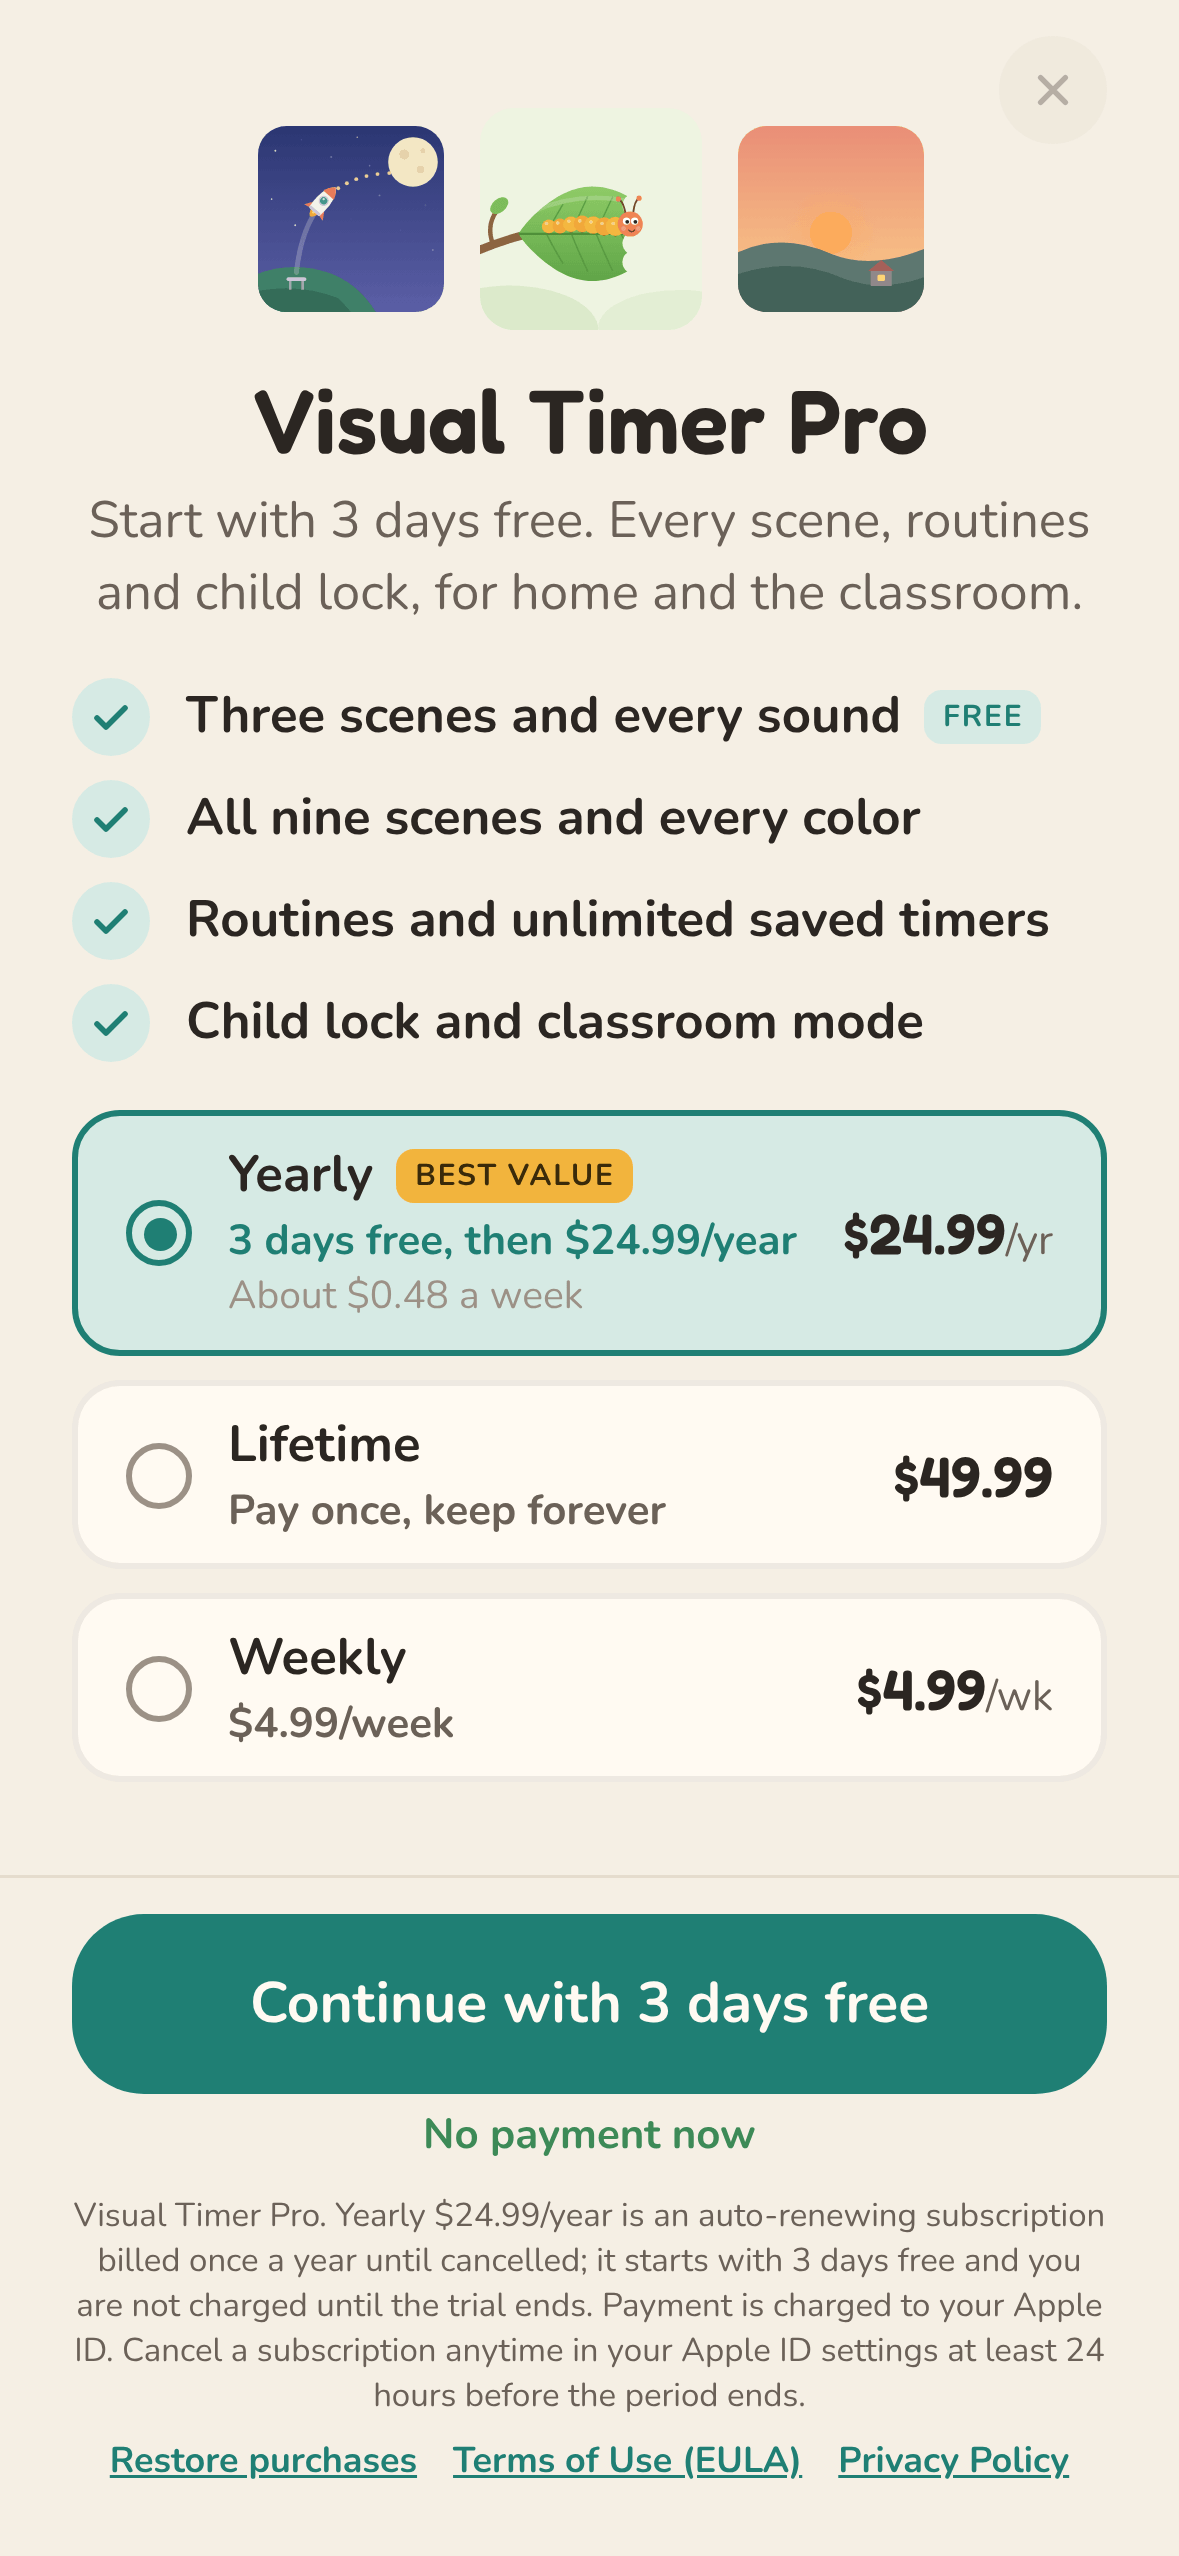 Visual Timer Pro
Start with 3 days free. Every scene, routines
and child lock, for home and the classroom.
Three scenes and every sound FREE
All nine scenes and every color
Routines and unlimited saved timers
Child lock and classroom mode
Yearly BEST VALUE
3 days free, then $24.99/year $24.99/yr
About $0.48 a week
Lifetime
Pay once, keep forever $49.99
Weekly
$4.99/week $4.99/wk
Continue with 3 days free
No payment now
Visual Timer Pro. Yearly $24.99/year is an auto-renewing subscription
billed once a year until cancelled; it starts with 3 days free and you
are not charged until the trial ends. Payment is charged to your Apple
ID. Cancel a subscription anytime in your Apple ID settings at least 24
hours before the period ends.
Restore purchases Terms of Use (EULA) Privacy Policy